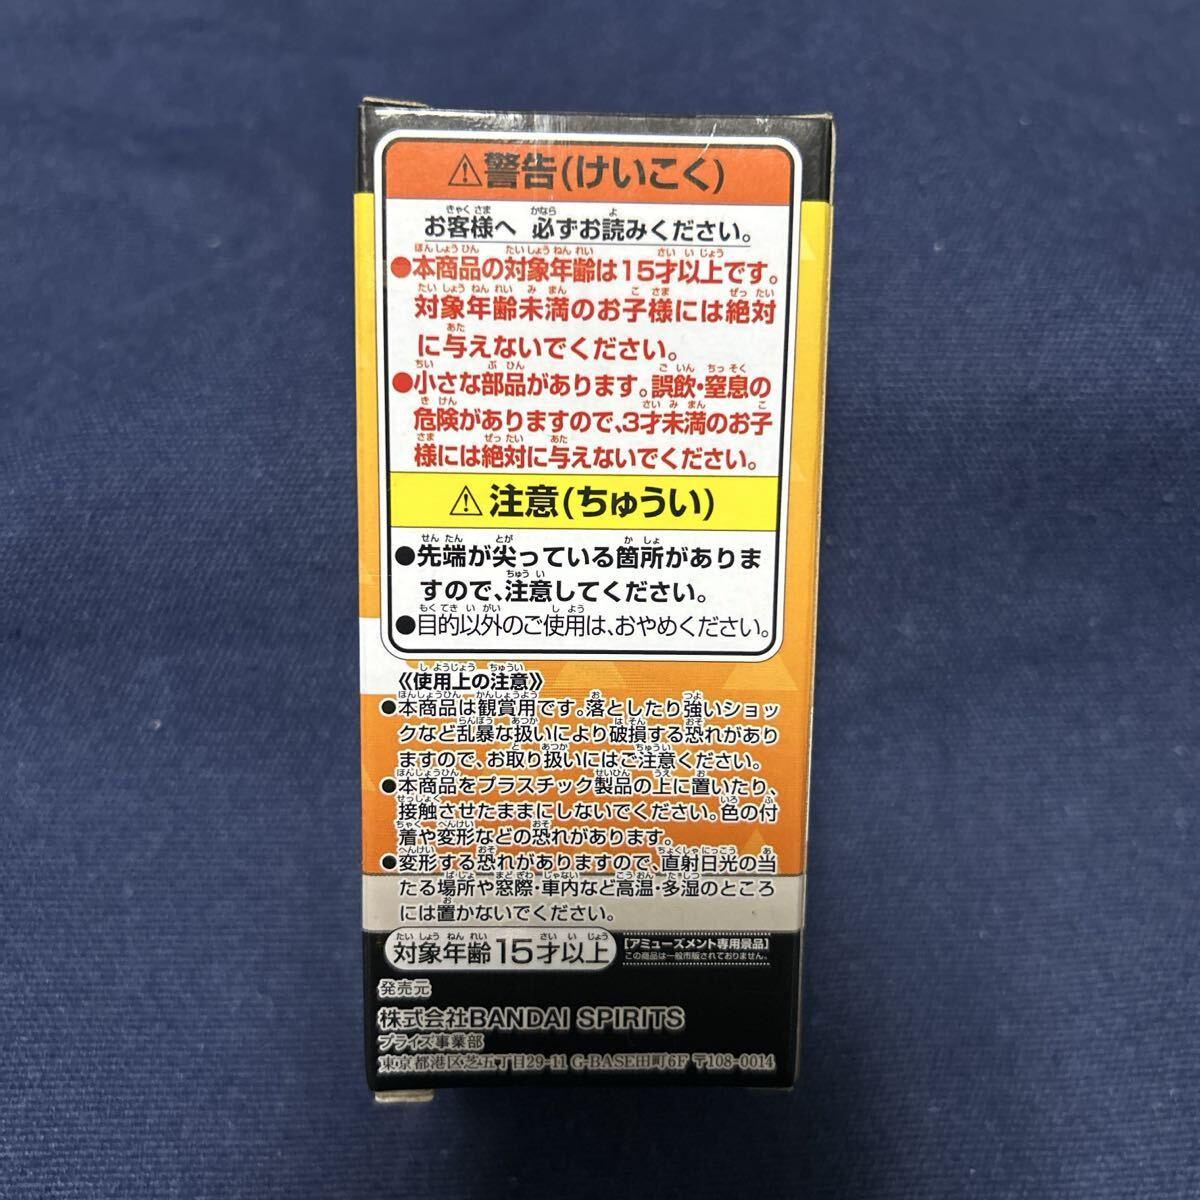 ⚠警告(けいこく)
お客様へ 必ずお読みください。
●本商品の対象年齢は15才以上です。
対象年齢未満のお子様には絶対
に与えないでください。
●小さな部品があります。誤飲・窒息の
危険がありますので、3才未満のお子
様には絶対に与えないでください。
⚠注意(ちゅうい)
●先端が尖っている箇所がありま
すので、注意してください。
●目的以外のご使用は、おやめください。
《使用上の注意》
●本商品は観賞用です。落としたり強いショッ
クなど乱暴な扱いにより破損する恐れがあり
ますので、お取り扱いにはご注意ください。
●本商品をプラスチック製品の上に置いたり、
接触させたままにしないでください。色の付
着や変形などの恐れがあります。
●変形する恐れがありますので、直射日光の当
たる場所や窓際・車内など高温・多湿のところ
には置かないでください。
対象年齢15才以上
【アミューズメント専用景品】
この商品は一般市販されておりません。
発売元
株式会社BANDAI SPIRITS
プライズ事業部
東京都港区芝五丁目29-11 G-BASE田町6F 〒108-0014